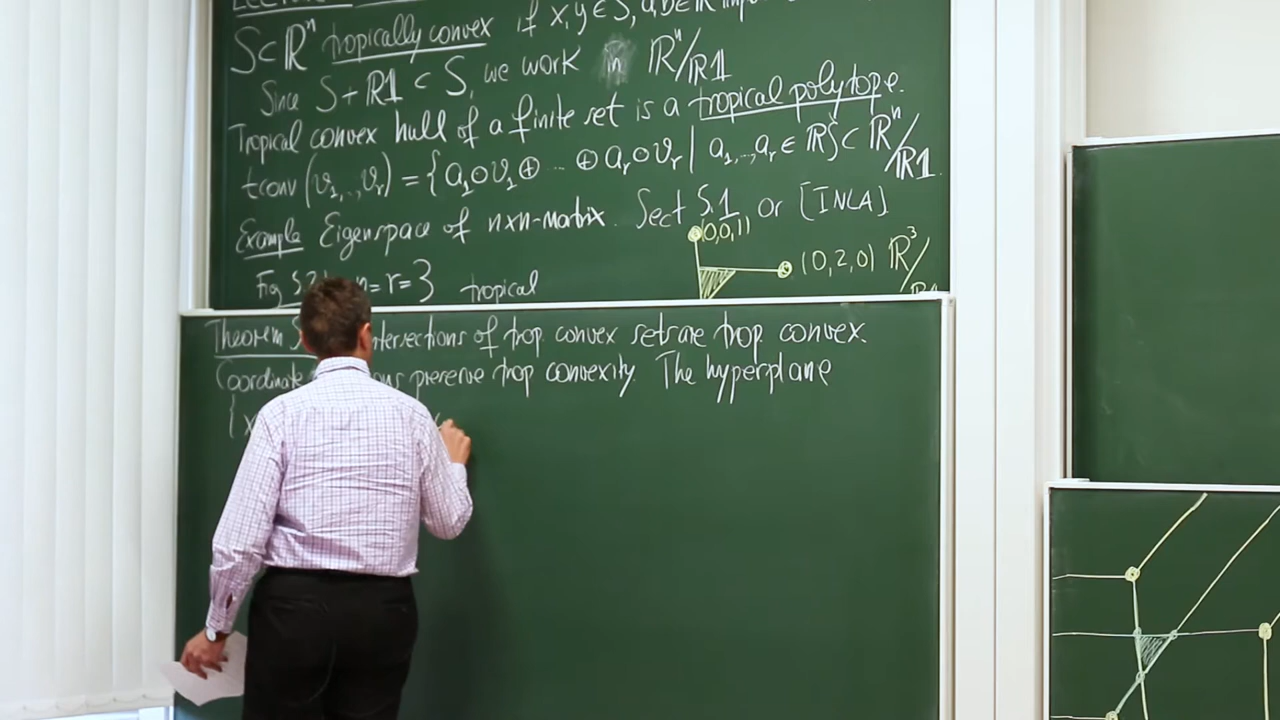 S ⊂ ℝⁿ tropically convex if x, y ∈ S, a, b ∈ ℝ
Since S + ℝ1 ⊂ S, we work in ℝⁿ/ℝ1
Tropical convex hull of a finite set is a tropical polytope.
tconv(v₁,..,vᵣ) = {a₁⊙v₁ ⊕ ... ⊕ aᵣ⊙vᵣ | a₁,..,aᵣ ∈ ℝ} ⊂ ℝⁿ/ℝ1.
Example Eigenspace of n×n-matrix. Sect 5.1 or [INLA]
(0,0,1)
(0,2,0) ℝ³/
Fig 5.2 n=r=3 tropical
Theorem Intersections of trop. convex sets are trop. convex.
Coordinate preserve trop convexity. The hyperplane
{x